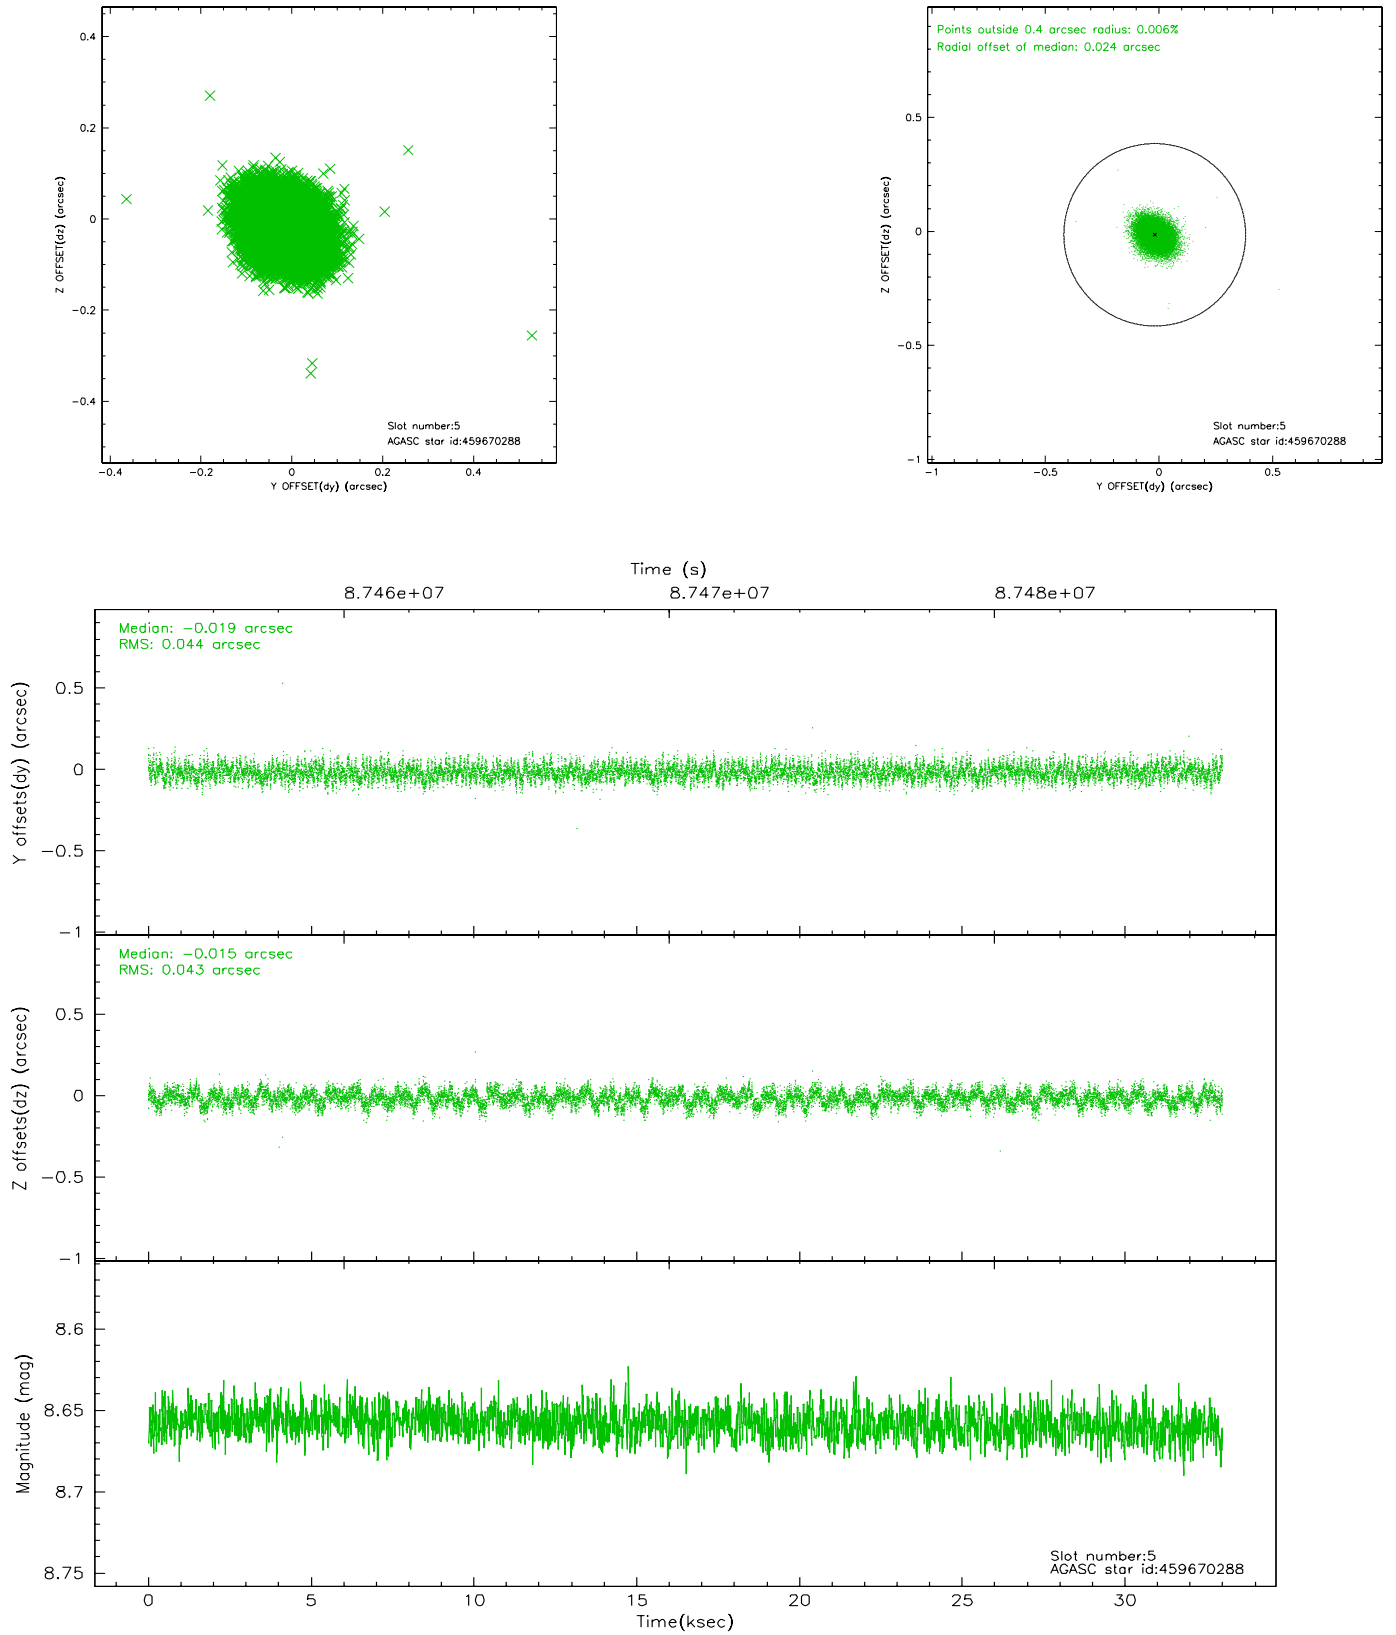 0.4
0.2
0
-0.2
-0.4
Z OFFSET(dz) (arcsec)
-0.4 -0.2 0 0.2 0.4
Y OFFSET(dy) (arcsec)
Slot number:5
AGASC star id:459670288
Points outside 0.4 arcsec radius: 0.006%
Radial offset of median: 0.024 arcsec
0.5
0
-0.5
-1
Z OFFSET(dz) (arcsec)
-1 -0.5 0 0.5
Y OFFSET(dy) (arcsec)
Slot number:5
AGASC star id:459670288
Time (s)
8.746e+07 8.747e+07 8.748e+07
Median: -0.019 arcsec
RMS: 0.044 arcsec
0.5
0
-0.5
-1
Y offsets(dy) (arcsec)
Median: -0.015 arcsec
RMS: 0.043 arcsec
0.5
0
-0.5
-1
Z offsets(dz) (arcsec)
8.6
8.65
8.7
8.75
Magnitude (mag)
Slot number:5
AGASC star id:459670288
0 5 10 15 20 25 30
Time(ksec)